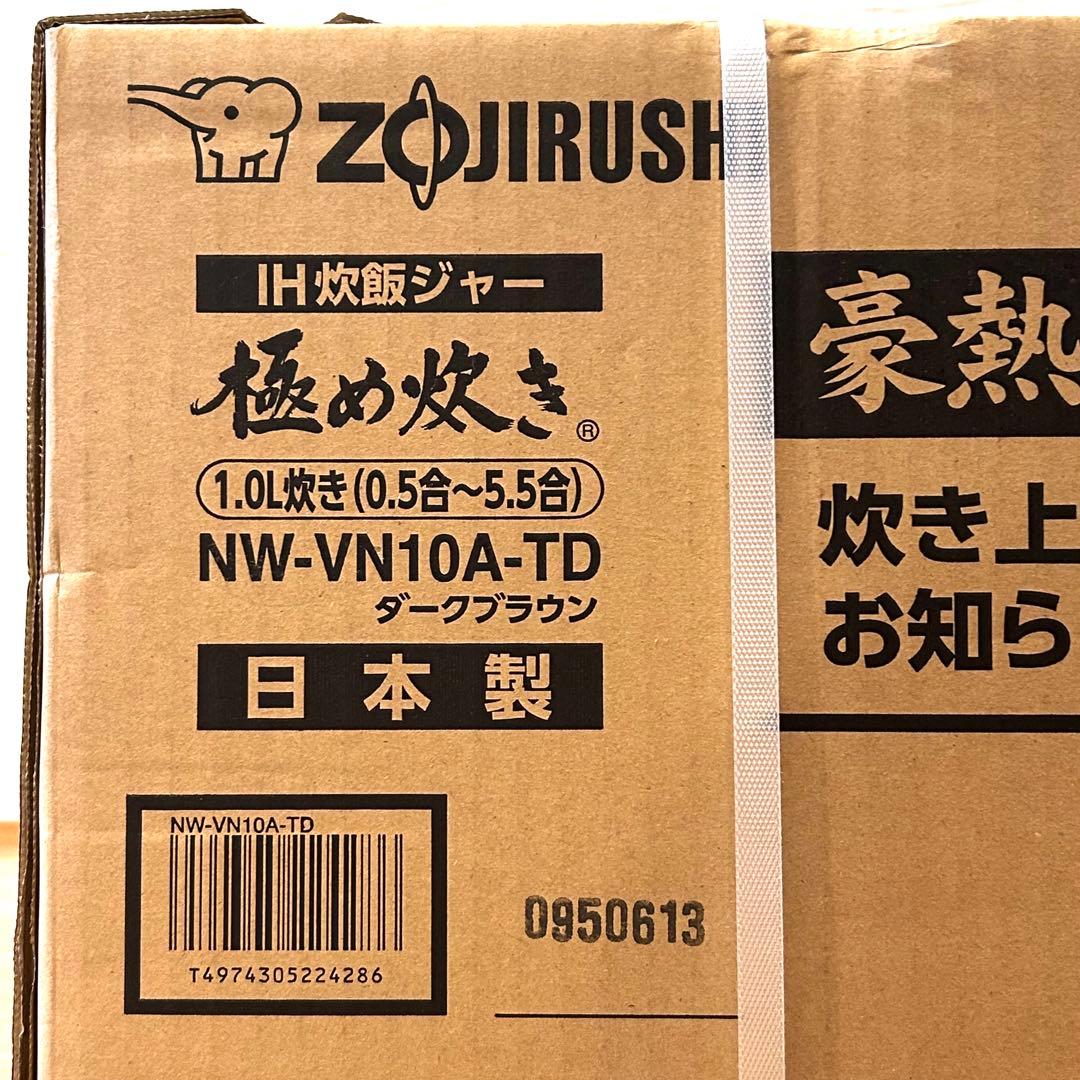 ZOJIRUSH
IH炊飯ジャー
極め炊き®
1.0L炊き(0.5合～5.5合)
NW-VN10A-TD
ダークブラウン
日本製
NW-VN10A-TD
T4974305224286
0950613
豪熱
炊き上
お知ら